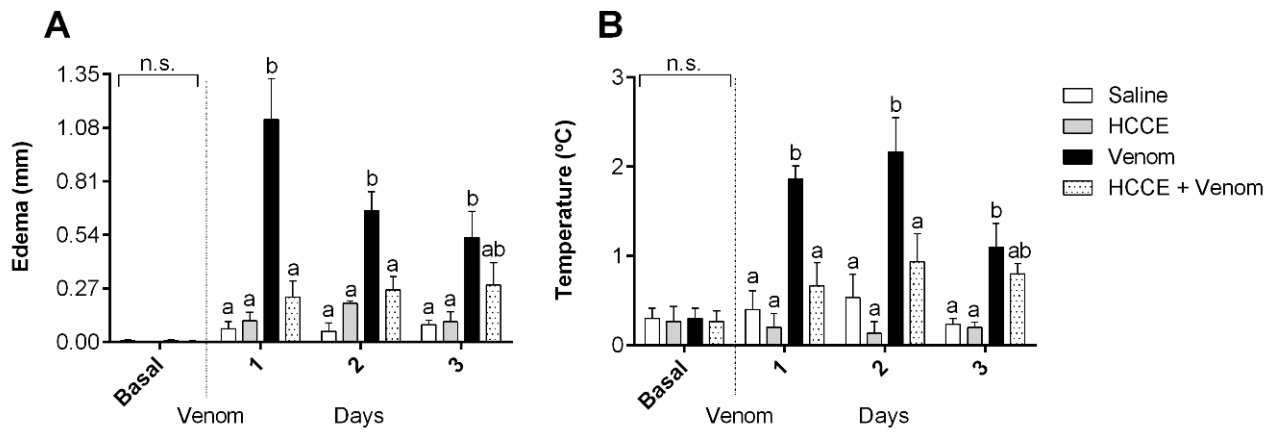 A
Edema (mm)
1.35
1.08
0.81
0.54
0.27
0.00
n.s.
a a b a
a a b a
a a b ab
Basal 1 2 3
Venom Days
B
Temperature (ºC)
3
2
1
0
n.s.
a a b a
a a b a
a a b ab
Basal 1 2 3
Venom Days
Saline
HCCE
Venom
HCCE + Venom